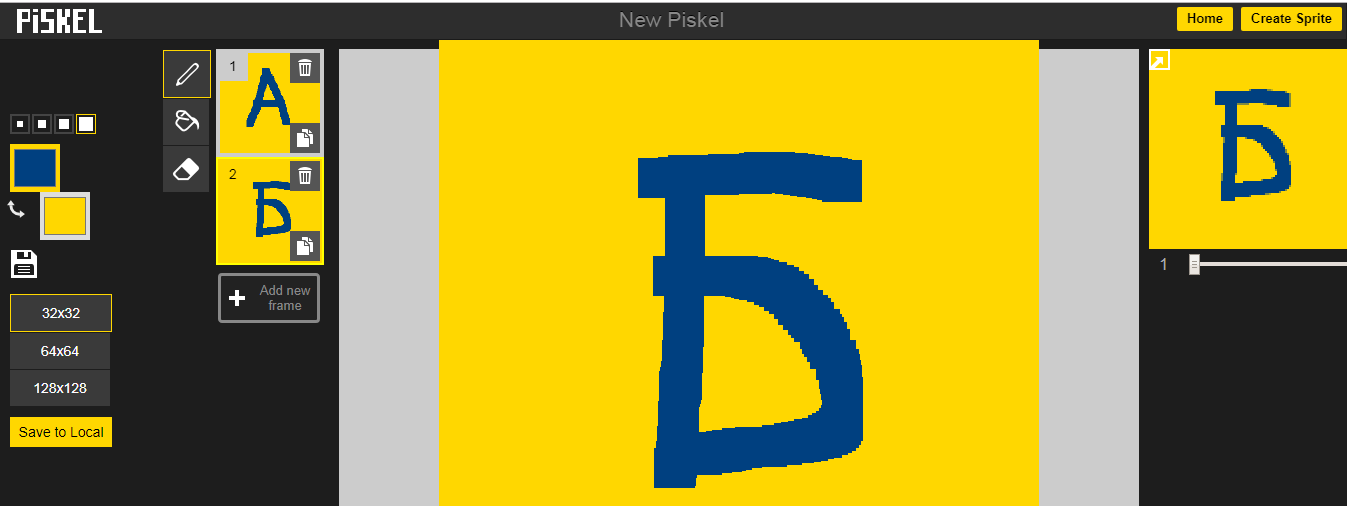 PiSKEL
New Piskel
Home
Create Sprite
1
А
2
Б
Add new
frame
32x32
64x64
128x128
Save to Local
Б
Б
1